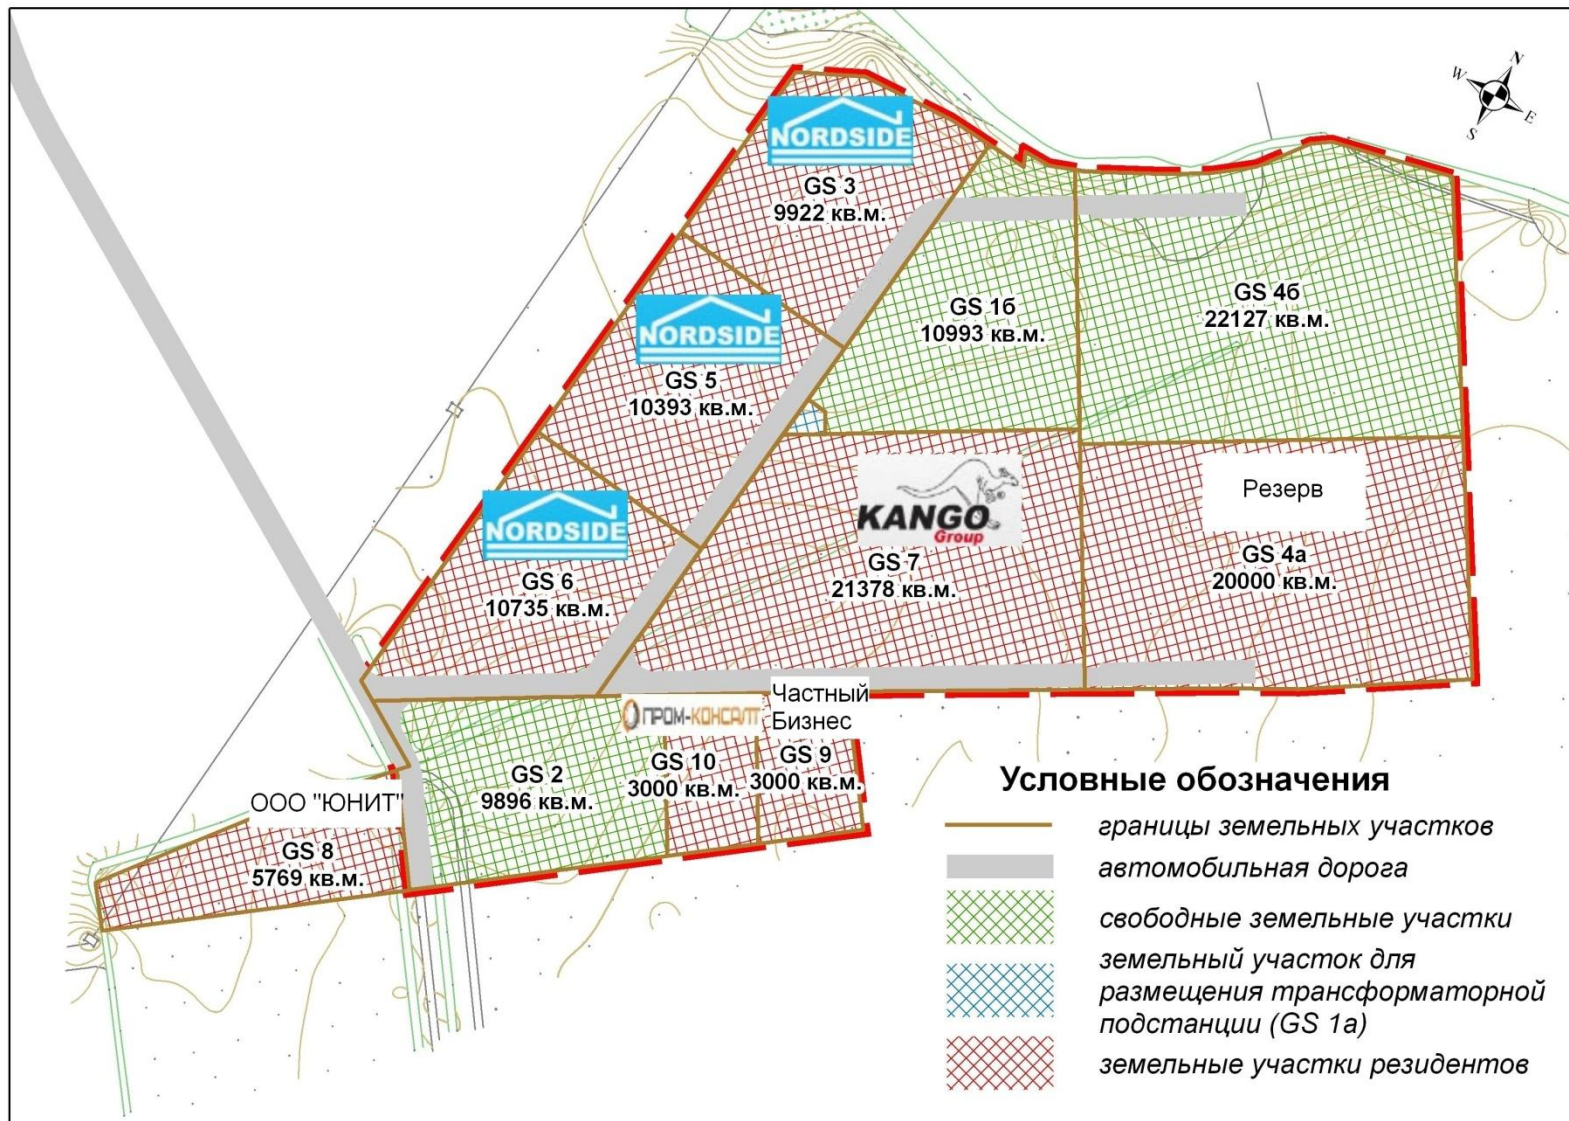 N
W
E
S
NORDSIDE
GS 3
9922 кв.м.
NORDSIDE
GS 5
10393 кв.м.
GS 1б
10993 кв.м.
GS 4б
22127 кв.м.
NORDSIDE
GS 6
10735 кв.м.
KANGO
Group
GS 7
21378 кв.м.
Резерв
GS 4а
20000 кв.м.
ПРОМ-КОНСАЛТ
Частный
Бизнес
GS 2
9896 кв.м.
GS 10
3000 кв.м.
GS 9
3000 кв.м.
ООО "ЮНИТ"
GS 8
5769 кв.м.
Условные обозначения
границы земельных участков
автомобильная дорога
свободные земельные участки
земельный участок для
размещения трансформаторной
подстанции (GS 1а)
земельные участки резидентов